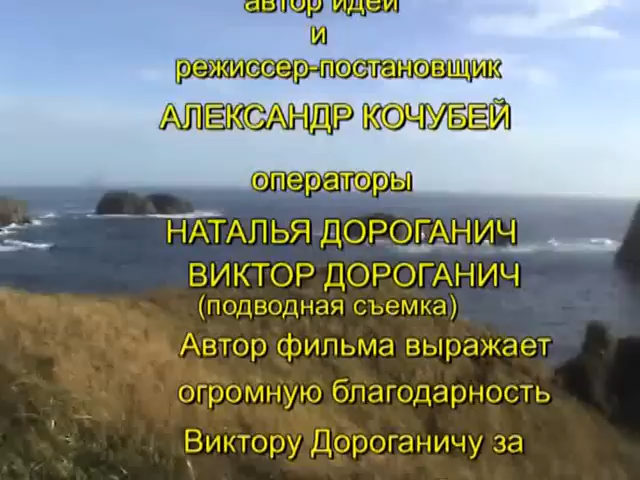 автор идеи
и
режиссер-постановщик
АЛЕКСАНДР КОЧУБЕЙ
операторы
НАТАЛЬЯ ДОРОГАНИЧ
ВИКТОР ДОРОГАНИЧ
(подводная съемка)
Автор фильма выражает
огромную благодарность
Виктору Дороганичу за